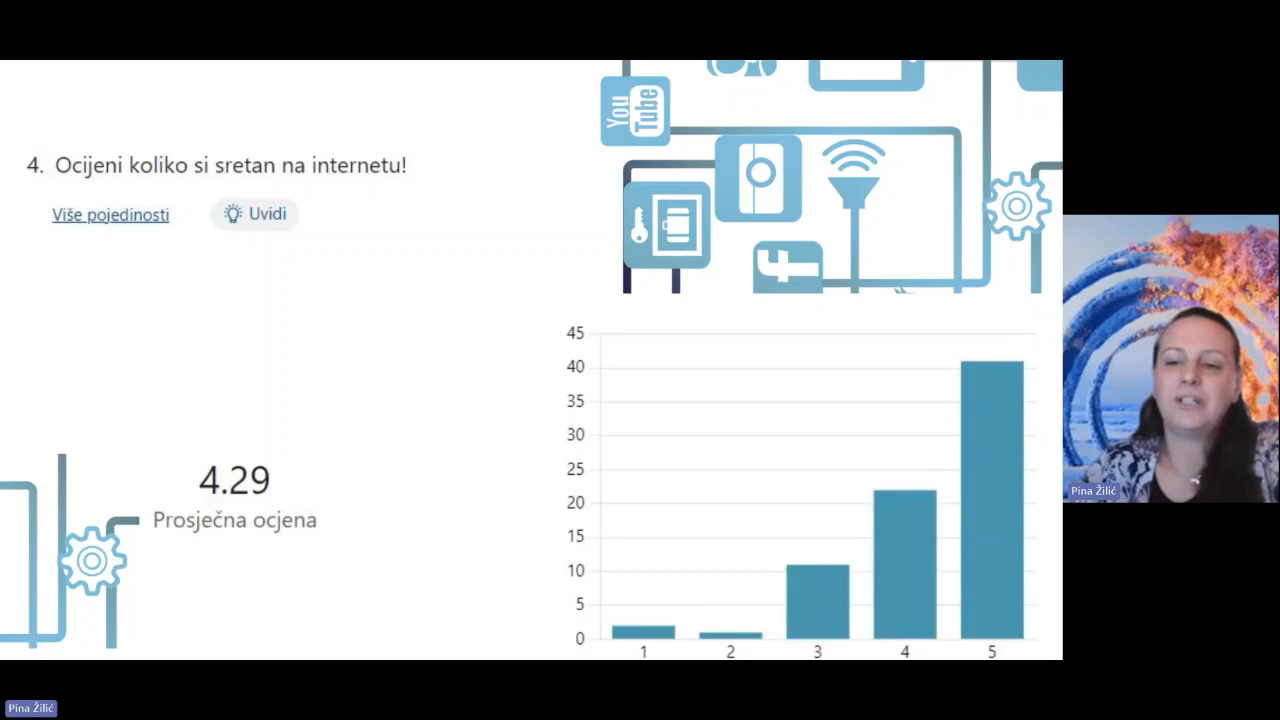 You
Tube
4. Ocijeni koliko si sretan na internetu!
Više pojedinosti
Uvidi
4.29
Prosječna ocjena
45
40
35
30
25
20
15
10
5
0
1 2 3 4 5
Pina Žilić
Pina Žilić